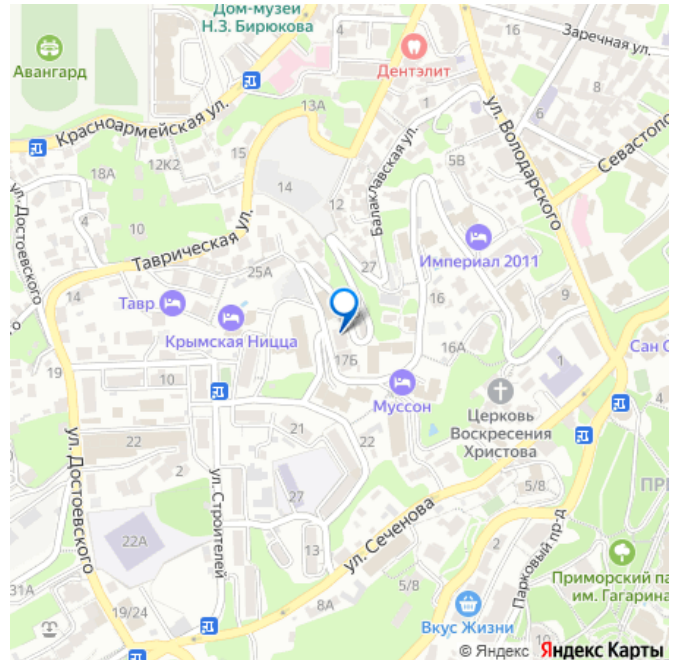 Дом-музей
Н.З. Бирюкова
16
Заречная ул.
4
Авангард
Дентэлит
13А
1
6
Красноармейская ул.
ул. Володарского
Севастопо
15
12К2
18А
14
12
5В
Балаклавская ул.
ул. Достоевского
4
10
Таврическая ул.
27
Империал 2011
25А
14
Тавр
16
9
Крымская Ницца
16А
1
Сан С
19
10
17Б
Муссон
Церковь
Воскресения
Христова
4
22
21
22
2
ул. Достоевского
ул. Строителей
27
5/8
ПРИ
22А
13
ул. Сеченова
2
Парковый пр-д
31А
5/8
Приморский па
им. Гагарина
19/24
8А
Вкус Жизни
10
© Яндекс Яндекс Карты